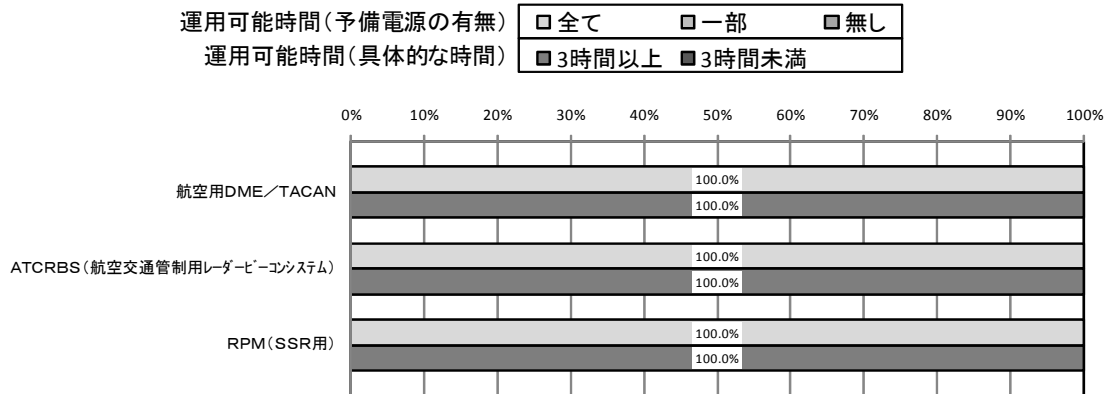 運用可能時間(予備電源の有無) 全て 一部 無し
運用可能時間(具体的な時間) 3時間以上 3時間未満
0% 10% 20% 30% 40% 50% 60% 70% 80% 90% 100%
100.0%
航空用DME/TACAN
100.0%
100.0%
ATCRBS(航空交通管制用レーダービーコンシステム)
100.0%
100.0%
RPM(SSR用)
100.0%